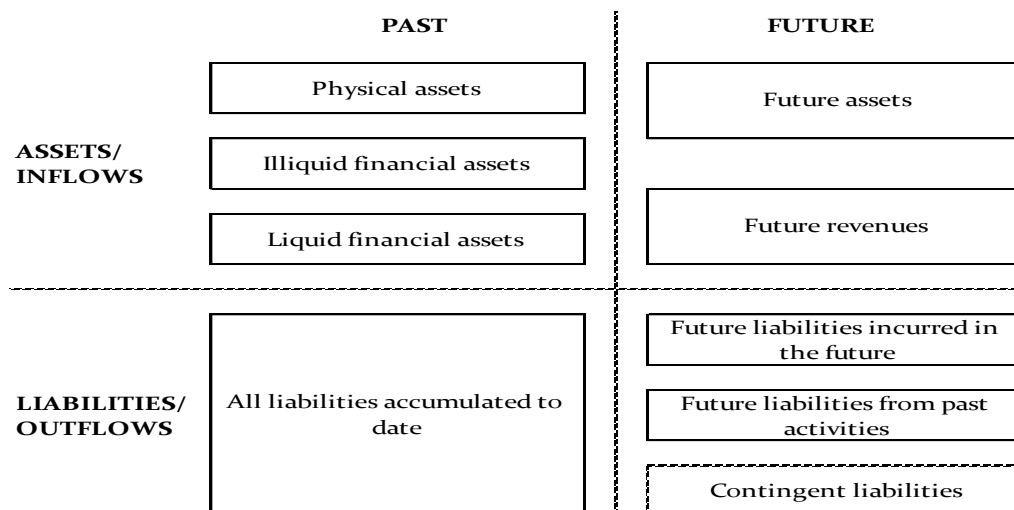 PAST
FUTURE
Physical assets
Future assets
ASSETS/
INFLOWS
Illiquid financial assets
Liquid financial assets
Future revenues
Future liabilities incurred in
the future
LIABILITIES/
OUTFLOWS
All liabilities accumulated to
date
Future liabilities from past
activities
Contingent liabilities